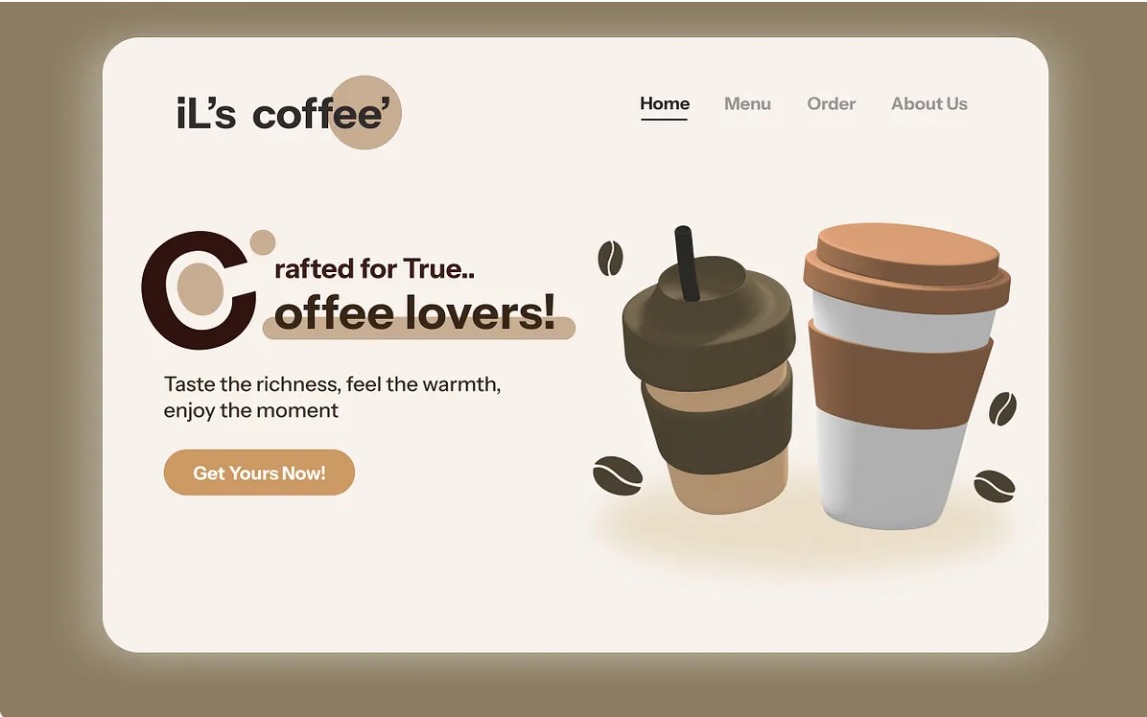 iL’s coffee’
Home Menu Order About Us
C
rafted for True..
offee lovers!
Taste the richness, feel the warmth,
enjoy the moment
Get Yours Now!